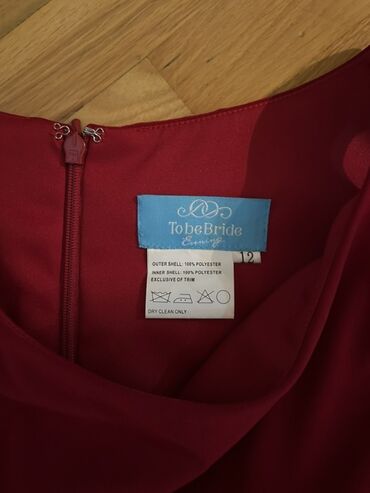 TobeBride
Evening
12
OUTER SHELL: 100% POLYESTER
INNER SHELL: 100% POLYESTER
EXCLUSIVE OF TRIM
DRY CLEAN ONLY